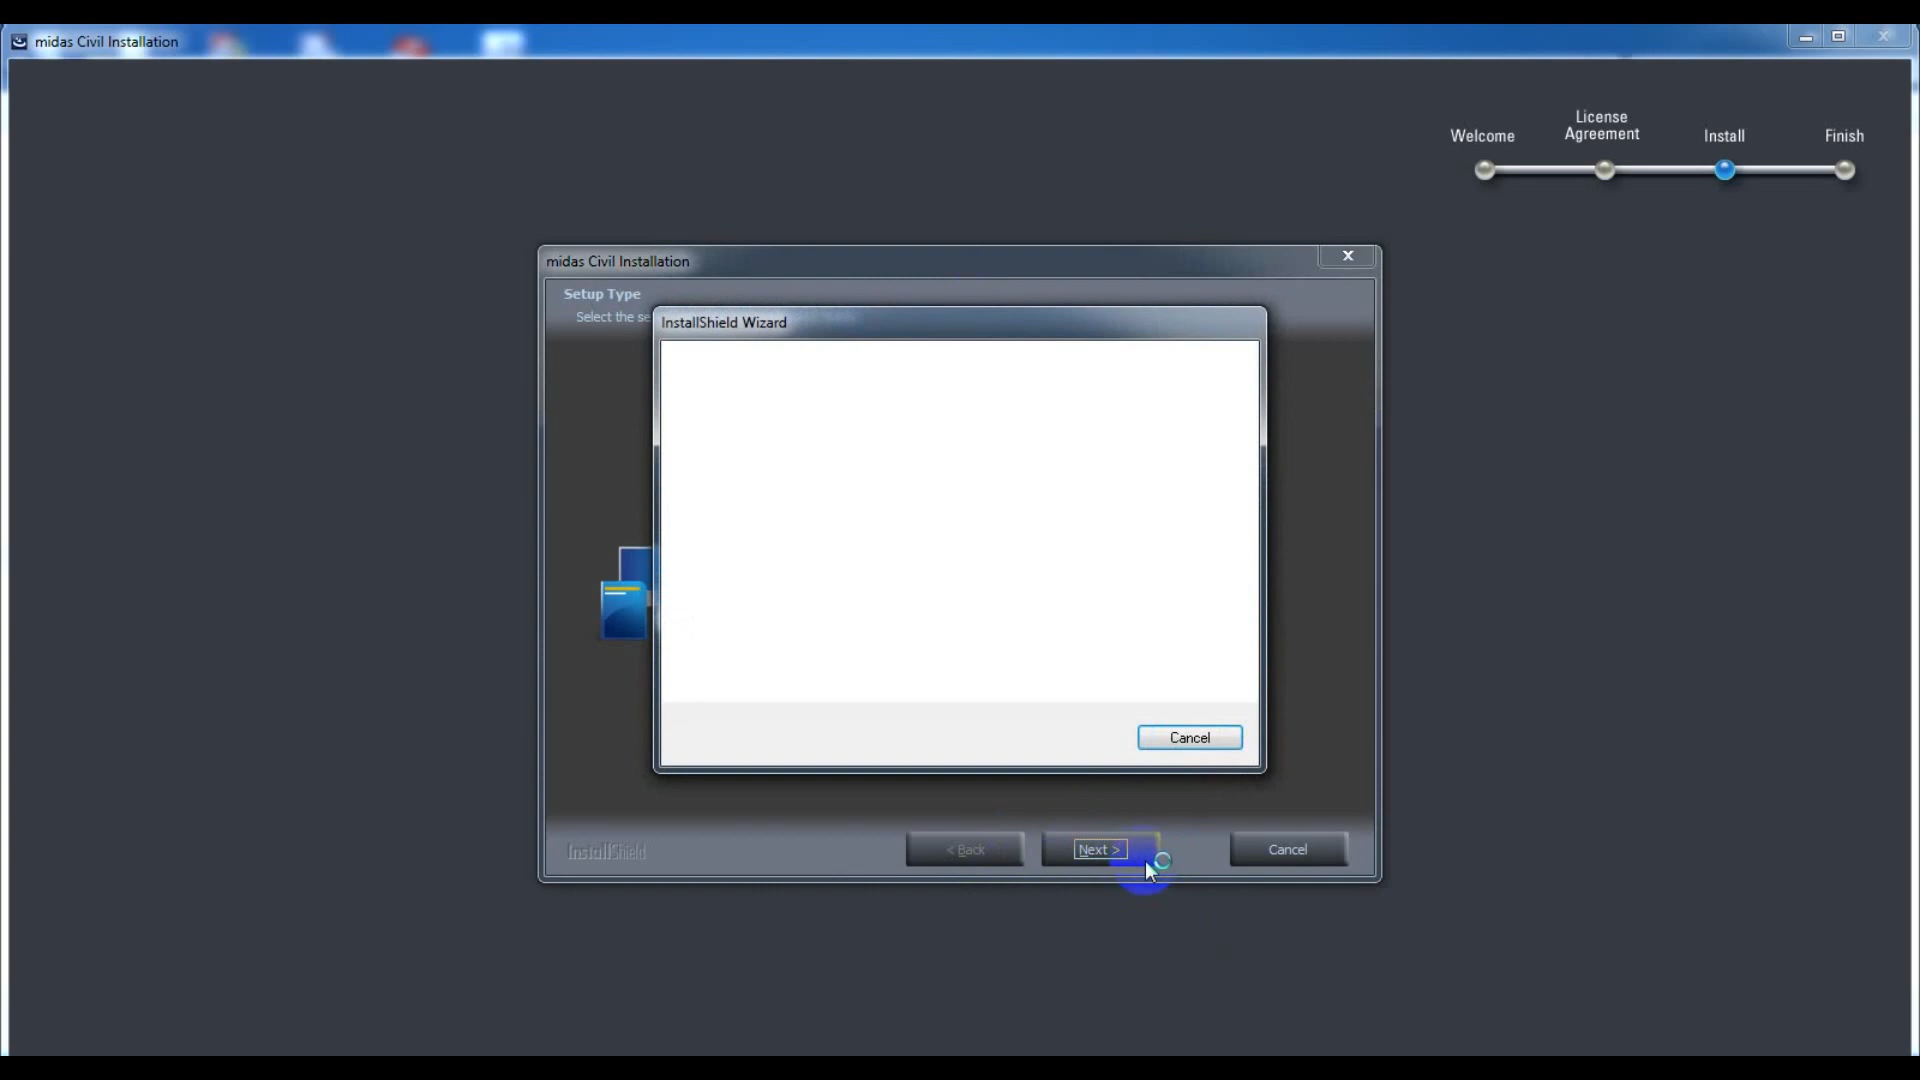 midas Civil Installation
Welcome
License
Agreement
Install
Finish
midas Civil Installation
Setup Type
Select the se
InstallShield Wizard
Cancel
InstallShield
< Back
Next >
Cancel